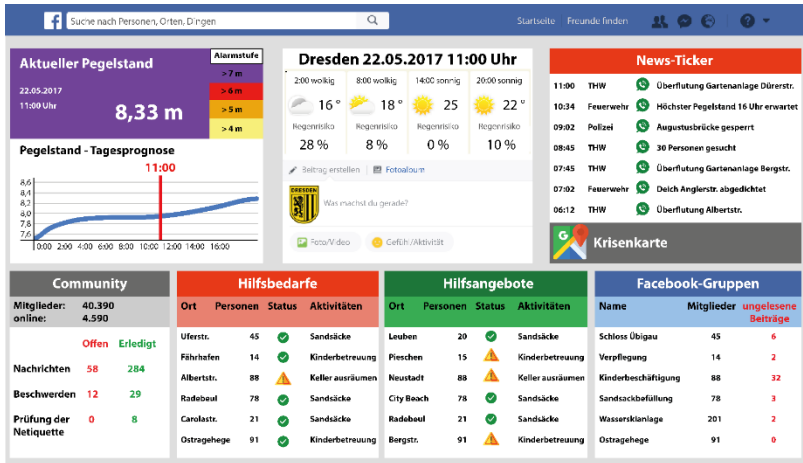 f Suche nach Personen, Orten, Dingen
Startseite Freunde finden
Aktueller Pegelstand
22.05.2017
11:00 Uhr
8,33 m
Alarmstufe
> 7 m
> 6 m
> 5 m
> 4 m
Pegelstand - Tagesprognose
11:00
8,6
8,4
8,2
8,0
7,8
7,6
0:00 2:00 4:00 6:00 8:00 10:00 12:00 14:00 16:00
Dresden 22.05.2017 11:00 Uhr
2:00 wolkig 8:00 wolkig 14:00 sonnig 20:00 sonnig
16 ° 18 ° 25 22 °
Regenrisiko Regenrisiko Regenrisiko Regenrisiko
28 % 8 % 0 % 10 %
Beitrag erstellen Fotoalbum
DRESDEN
Was machst du gerade?
Foto/Video Gefühl/Aktivität
News-Ticker
11:00 THW Überflutung Gartenanlage Dürerstr.
10:34 Feuerwehr Höchster Pegelstand 16 Uhr erwartet
09:02 Polizei Augustusbrücke gesperrt
08:45 THW 30 Personen gesucht
07:45 THW Überflutung Gartenanlage Bergstr.
07:02 Feuerwehr Deich Anglerstr. abgedichtet
06:12 THW Überflutung Albertstr.
G Krisenkarte
Community
Mitglieder: 40.390
online: 4.590
Offen Erledigt
Nachrichten 58 284
Beschwerden 12 29
Prüfung der 0 8
Netiquette
Hilfsbedarfe
Ort Personen Status Aktivitäten
Uferstr. 45 Sandsäcke
Fährhafen 14 Kinderbetreuung
Albertstr. 88 Keller ausräumen
Radebeul 78 Sandsäcke
Carolastr. 21 Sandsäcke
Ostragehege 91 Kinderbetreuung
Hilfsangebote
Ort Personen Status Aktivitäten
Leuben 20 Sandsäcke
Pieschen 15 Kinderbetreuung
Neustadt 88 Keller ausräumen
City Beach 78 Sandsäcke
Radebeul 21 Sandsäcke
Bergstr. 91 Kinderbetreuung
Facebook-Gruppen
Name Mitglieder ungelesene
Beiträge
Schloss Übigau 45 6
Verpflegung 14 2
Kinderbeschäftigung 88 32
Sandsackbefüllung 78 3
Wasserskianlage 201 2
Ostragehege 91 0